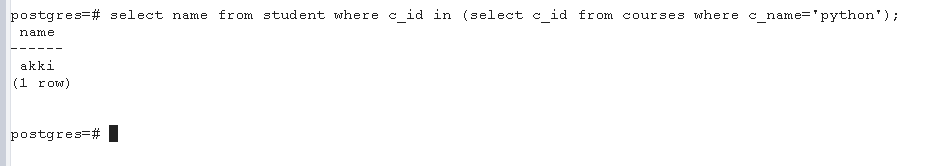 postgres=# select name from student where c_id in (select c_id from courses where c_name='python');
name
------
akki
(1 row)
postgres=#